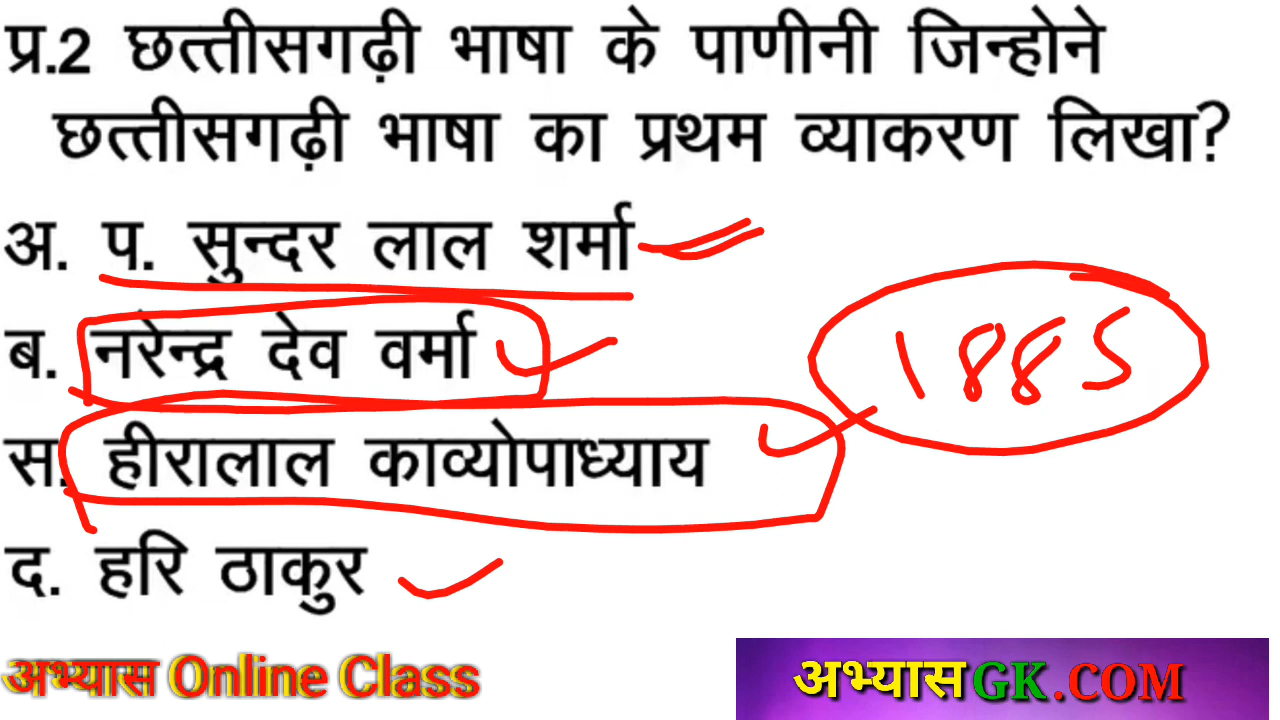 प्र.2 छत्तीसगढ़ी भाषा के पाणीनी जिन्होने
छत्तीसगढ़ी भाषा का प्रथम व्याकरण लिखा?
अ. प. सुन्दर लाल शर्मा
ब. नरेन्द्र देव वर्मा
1885
स. हीरालाल काव्योपाध्याय
द. हरि ठाकुर
अभ्यास Online Class
अभ्यासGK.COM